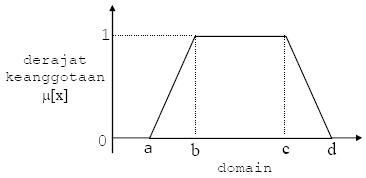 1
derajat
keanggotaan
μ[x]
0
a b c d
domain